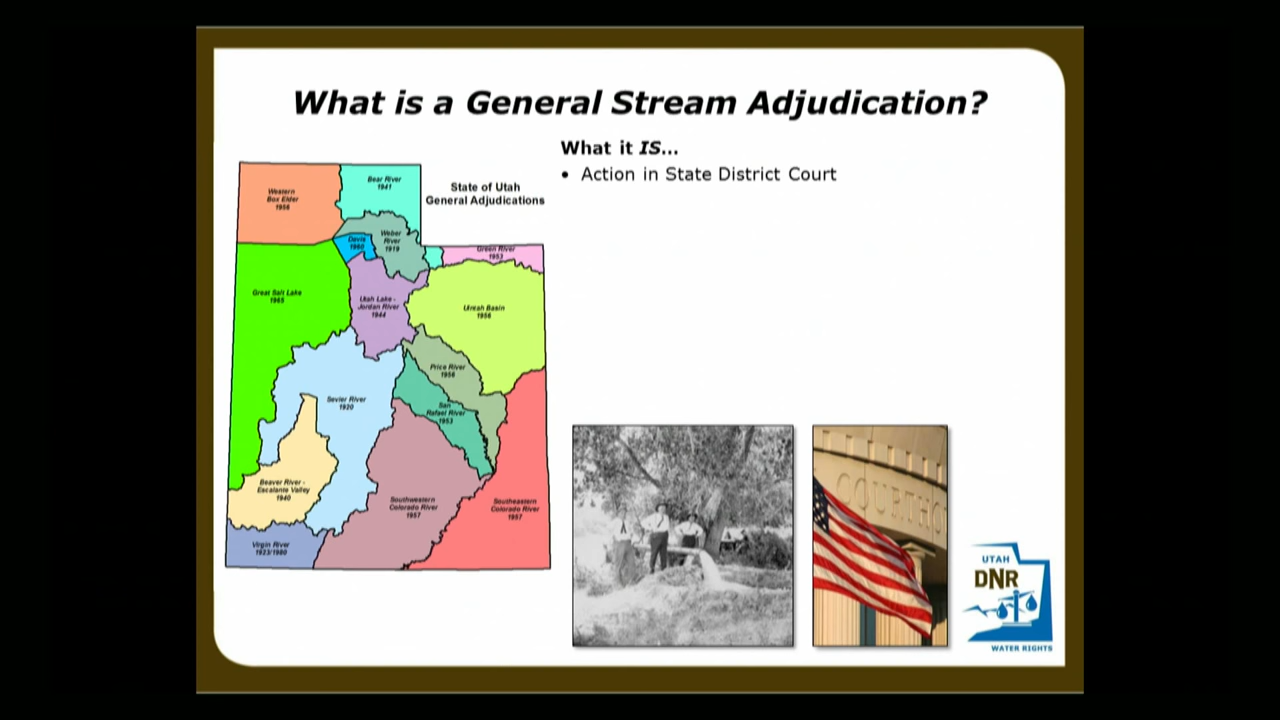 What is a General Stream Adjudication?
What it IS...
• Action in State District Court
State of Utah
General Adjudications
Western
Box Elder
1956
Bear River
1941
Weber
River
1919
Davis
1980
Green River
1953
Great Salt Lake
1965
Utah Lake -
Jordan River
1944
Uintah Basin
1956
Price River
1956
Sevier River
1920
San
Rafael River
1953
Beaver River -
Escalante Valley
1940
Southwestern
Colorado River
1957
Southeastern
Colorado River
1957
Virgin River
1923/1980
COURTHO
UTAH
DNR
WATER RIGHTS